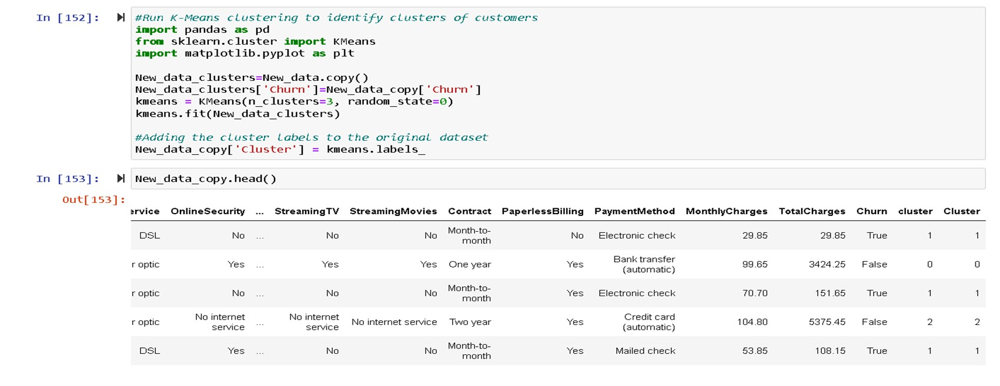 In [152]:
#Run K-Means clustering to identify clusters of customers
import pandas as pd
from sklearn.cluster import KMeans
import matplotlib.pyplot as plt
New_data_clusters=New_data.copy()
New_data_clusters['Churn']=New_data_copy['Churn']
kmeans = KMeans(n_clusters=3, random_state=0)
kmeans.fit(New_data_clusters)
#Adding the cluster labels to the original dataset
New_data_copy['Cluster'] = kmeans.labels_
In [153]: New_data_copy.head()
Out[153]:
ervice OnlineSecurity ... StreamingTV StreamingMovies Contract PaperlessBilling PaymentMethod MonthlyCharges TotalCharges Churn cluster Cluster
DSL No ... No No Month-to-month No Electronic check 29.85 29.85 True 1 1
r optic Yes ... Yes Yes One year Yes Bank transfer (automatic) 99.65 3424.25 False 0 0
r optic No ... No No Month-to-month Yes Electronic check 70.70 151.65 True 1 1
r optic No internet service ... No internet service No internet service Two year Yes Credit card (automatic) 104.80 5375.45 False 2 2
DSL Yes ... No No Month-to-month Yes Mailed check 53.85 108.15 True 1 1